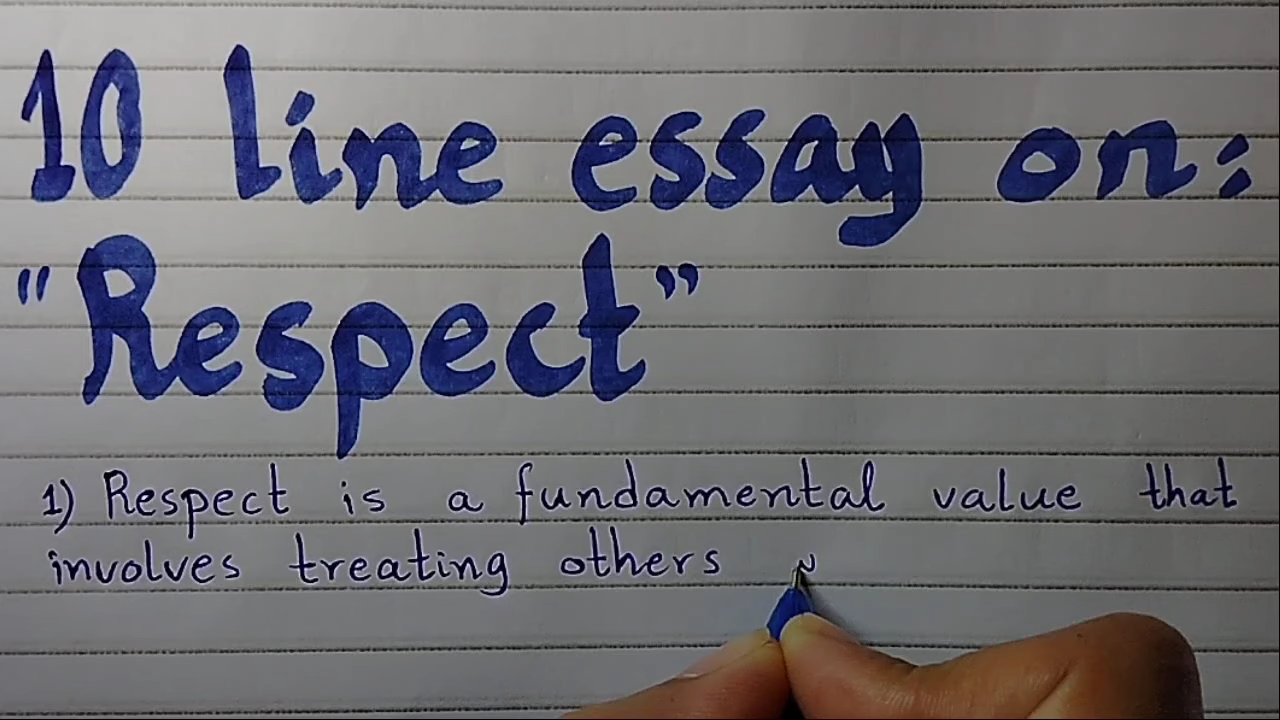 10 line essay on:
"Respect"
1) Respect is a fundamental value that
involves treating others